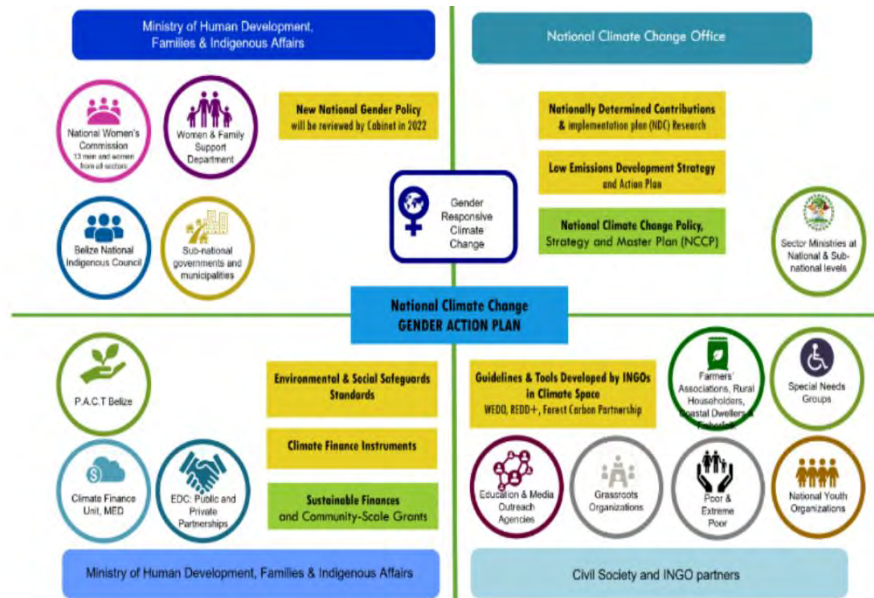 Ministry of Human Development,
Families & Indigenous Affairs
National Women's
Commission
13 men and women
from all sectors
Women & Family
Support
Department
New National Gender Policy
will be reviewed by Cabinet in 2022
Belize National
Indigenous Council
Sub-national
governments and
municipalities
National Climate Change Office
Nationally Determined Contributions
& implementation plan (NDC) Research
Low Emissions Development Strategy
and Action Plan
National Climate Change Policy,
Strategy and Master Plan (NCCP)
Sector Ministries at
National & Sub-
national levels
Gender
Responsive
Climate
Change
National Climate Change
GENDER ACTION PLAN
P.A.C.T Belize
Environmental & Social Safeguards
Standards
Climate Finance Instruments
Climate Finance
Unit, MED
EDC: Public and
Private
Partnerships
Sustainable Finances
and Community-Scale Grants
Ministry of Human Development, Families & Indigenous Affairs
Guidelines & Tools Developed by INGOs
in Climate Space
WEDO, REDD+, Forest Carbon Partnership
Farmers'
Associations, Rural
Households,
Coastal Dwellers &
Special Needs
Groups
Education & Media
Outreach
Agencies
Grassroots
Organizations
Poor &
Extreme
Poor
National Youth
Organizations
Civil Society and INGO partners